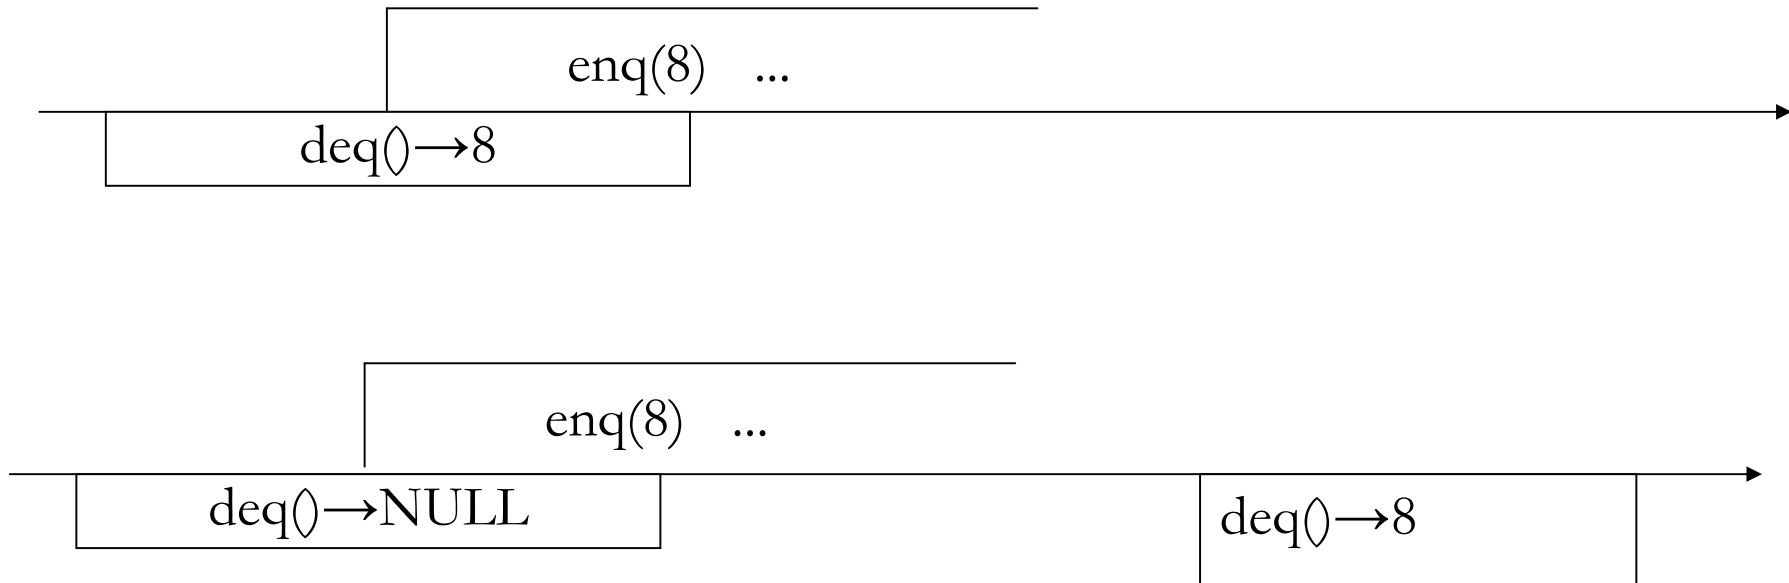 enq(8) ...
deq()→8
enq(8) ...
deq()→NULL
deq()→8